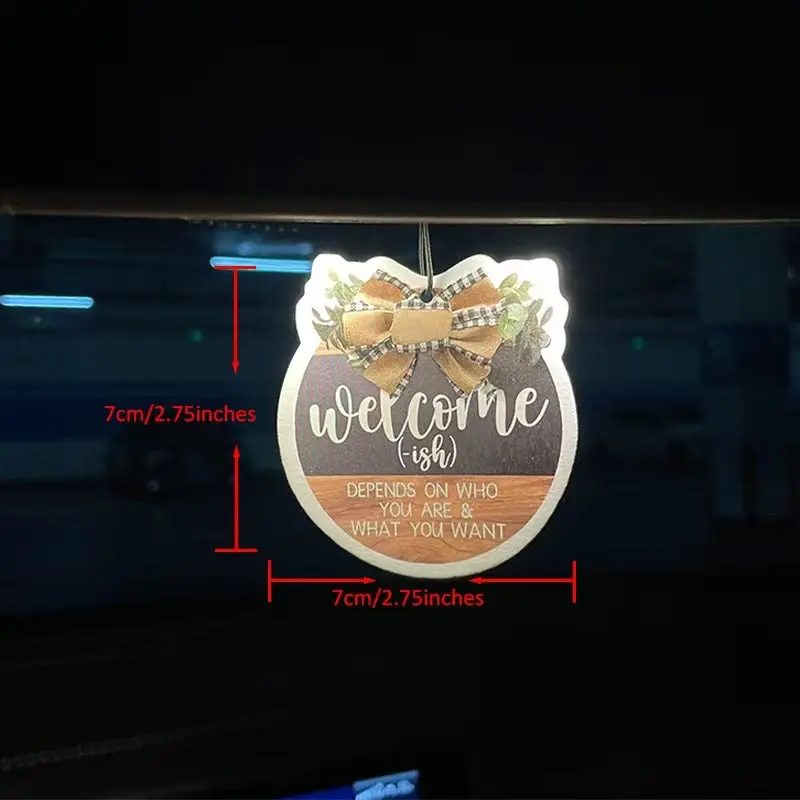 7cm/2.75inches
welcome
(-ish)
DEPENDS ON WHO
YOU ARE &
WHAT YOU WANT
7cm/2.75inches